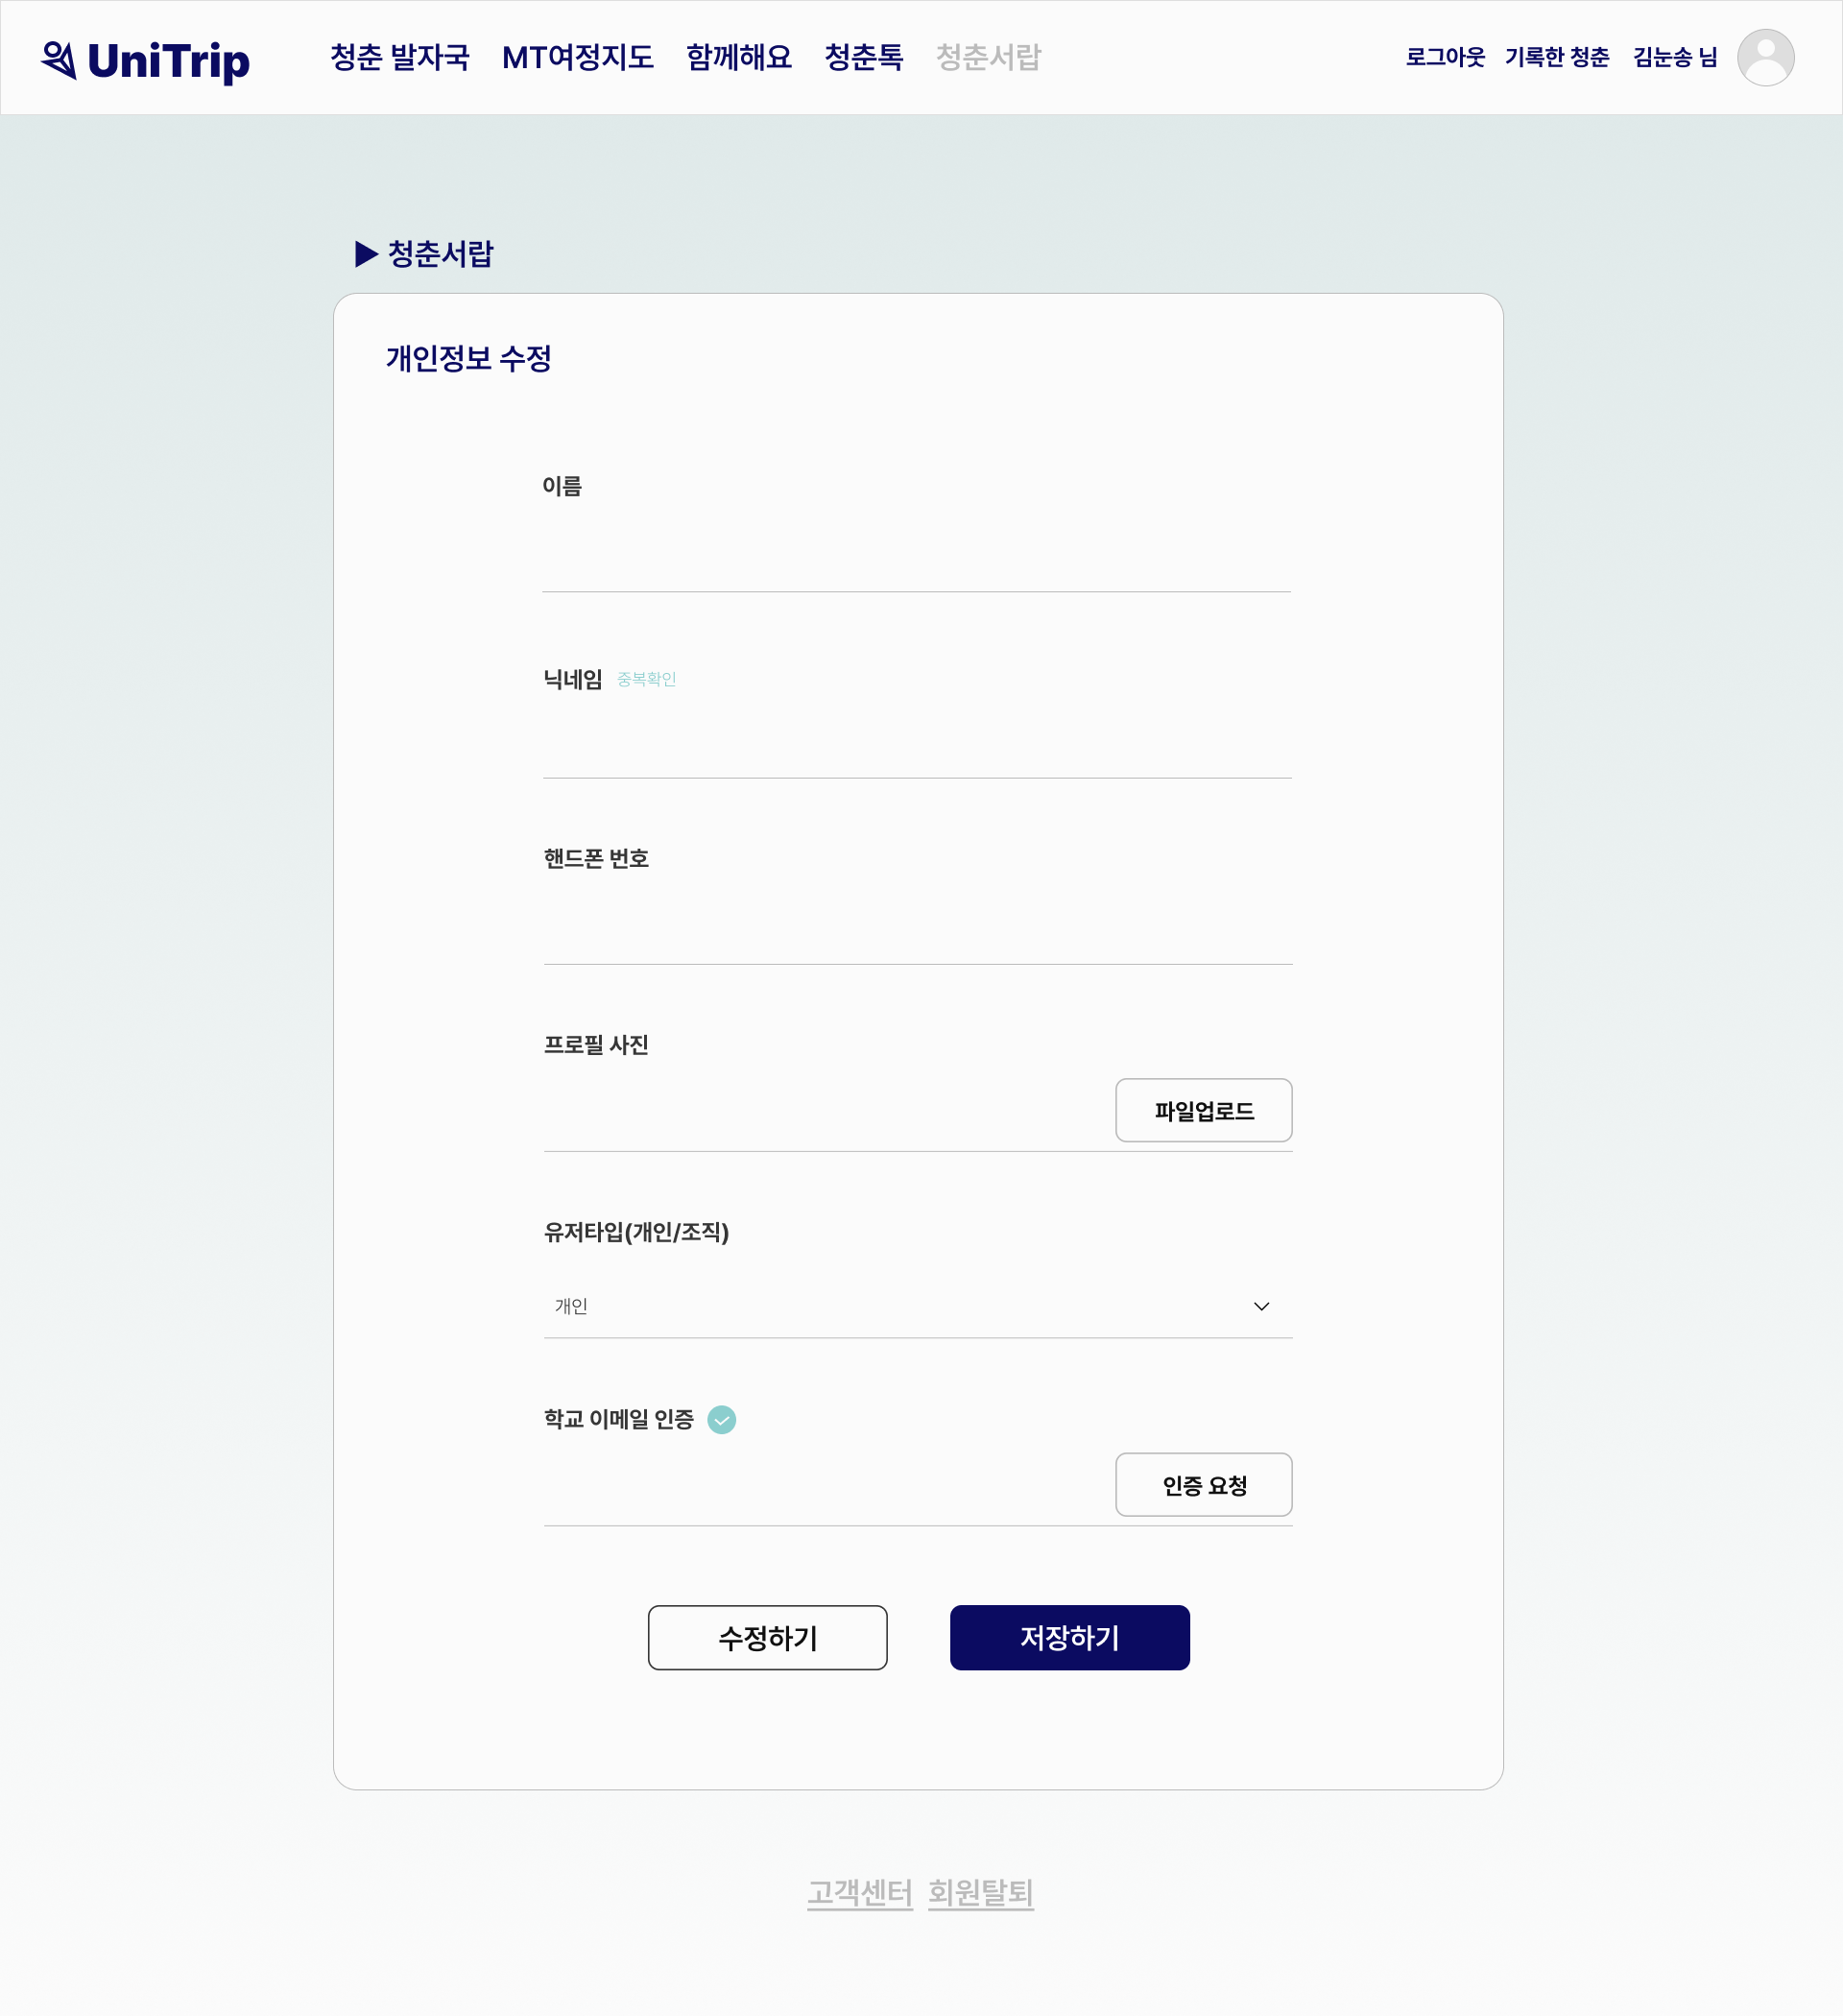 UniTrip 청춘 발자국 MT여정지도 함께해요 청춘톡 청춘서랍 로그아웃 기록한 청춘 김눈송 님
▶ 청춘서랍
개인정보 수정
이름
닉네임 중복확인
핸드폰 번호
프로필 사진
파일업로드
유저타입(개인/조직)
개인
학교 이메일 인증
인증 요청
수정하기 저장하기
고객센터 회원탈퇴